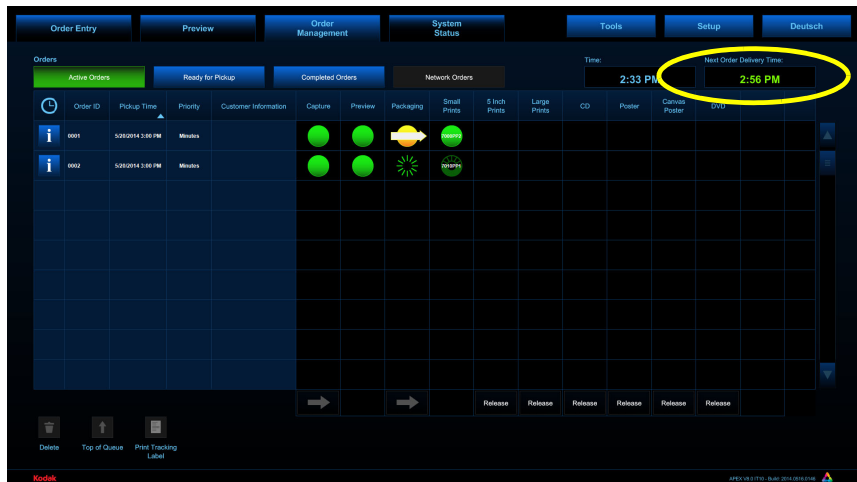 Order Entry
Preview
Order
Management
System
Status
Tools
Setup
Deutsch
Orders
Time:
Next Order Delivery Time:
Active Orders
Ready for Pickup
Completed Orders
Network Orders
2:33 PM
2:56 PM
Order ID
Pickup Time
Priority
Customer Information
Capture
Preview
Packaging
Small
Prints
5 Inch
Prints
Large
Prints
CD
Poster
Canvas
Poster
DVD
i
0001
5/20/2014 3:00 PM
Minutes
i
0002
5/20/2014 3:00 PM
Minutes
Release
Release
Release
Release
Release
Release
Delete
Top of Queue
Print Tracking
Label
Kodak